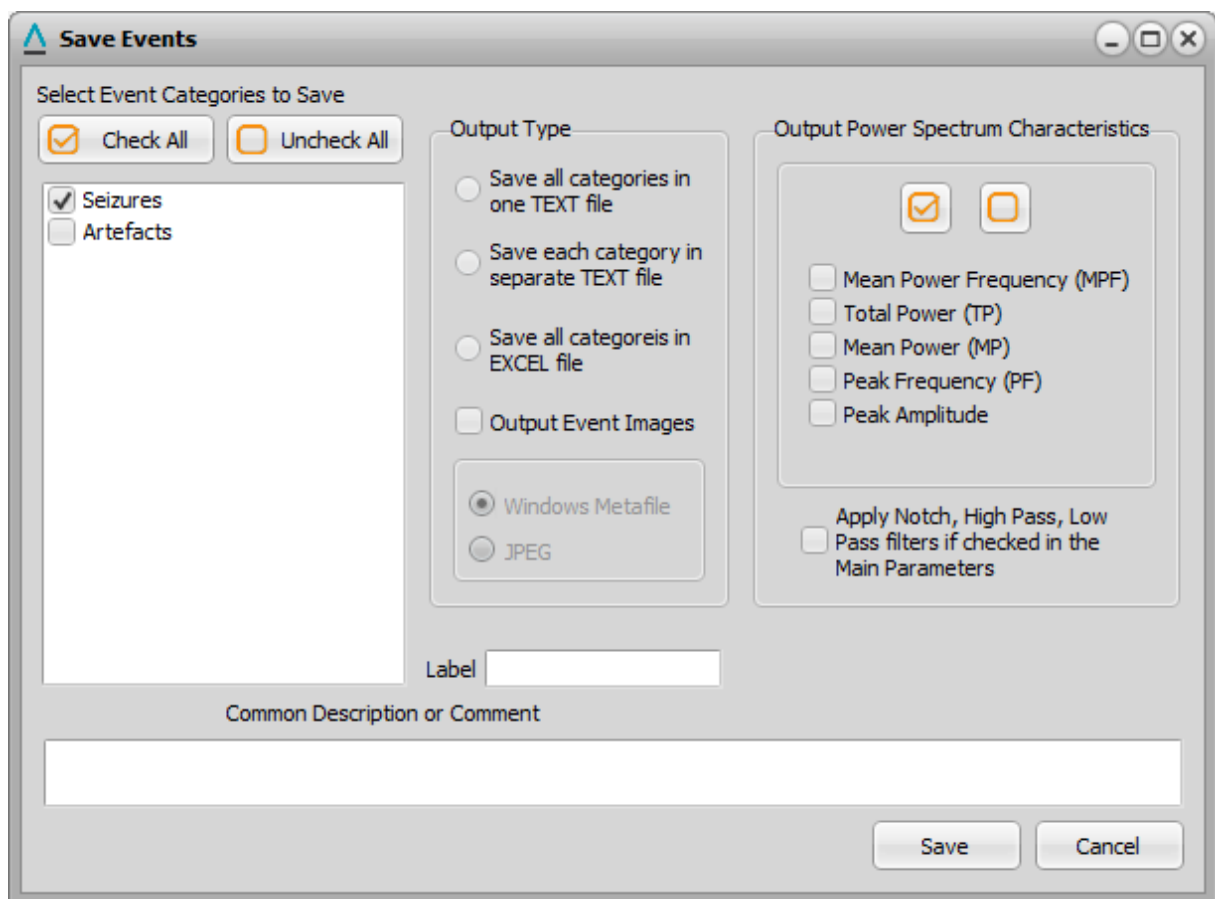 Save Events
Select Event Categories to Save
Check All
Uncheck All
Seizures
Artefacts
Output Type
Save all categories in
one TEXT file
Save each category in
separate TEXT file
Save all categoreis in
EXCEL file
Output Event Images
Windows Metafile
JPEG
Output Power Spectrum Characteristics
Mean Power Frequency (MPF)
Total Power (TP)
Mean Power (MP)
Peak Frequency (PF)
Peak Amplitude
Apply Notch, High Pass, Low
Pass filters if checked in the
Main Parameters
Label
Common Description or Comment
Save
Cancel